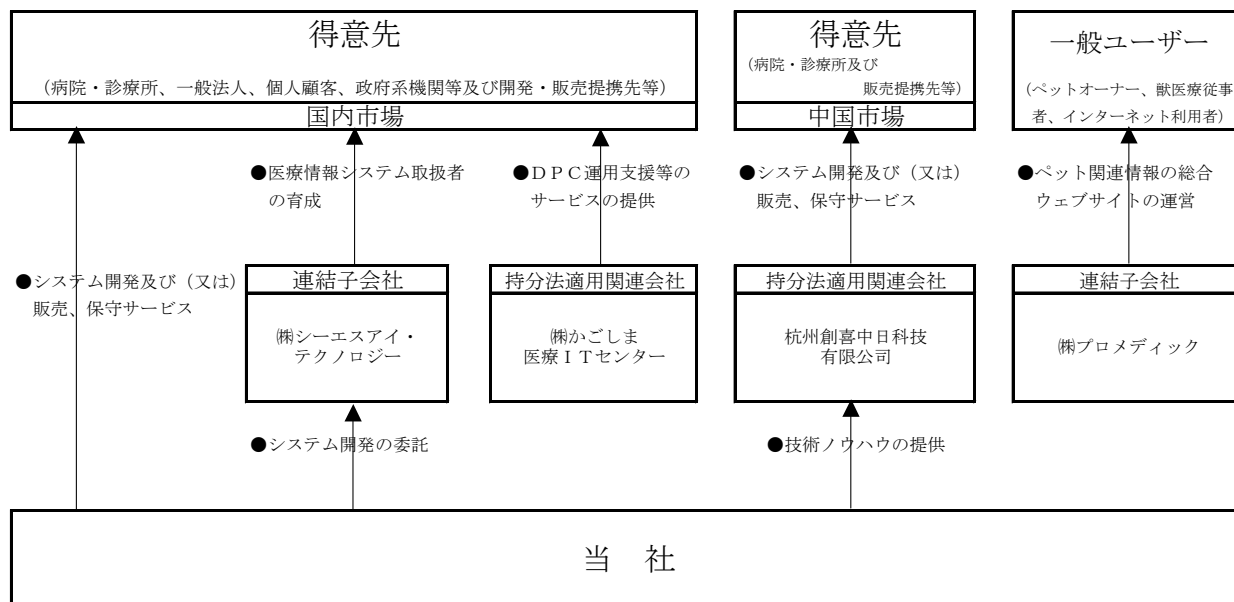 得意先
(病院・診療所、一般法人、個人顧客、政府系機関等及び開発・販売提携先等)
国内市場
得意先
(病院・診療所及び
販売提携先等)
中国市場
一般ユーザー
(ペットオーナー、獣医療従事
者、インターネット利用者)
●医療情報システム取扱者
の育成
●DPC運用支援等の
サービスの提供
●システム開発及び(又は)
販売、保守サービス
●ペット関連情報の総合
ウェブサイトの運営
●システム開発及び(又は)
販売、保守サービス
連結子会社
㈱シーエスアイ・
テクノロジー
持分法適用関連会社
㈱かごしま
医療ITセンター
持分法適用関連会社
杭州創喜中日科技
有限公司
連結子会社
㈱プロメディック
●システム開発の委託
●技術ノウハウの提供
当 社